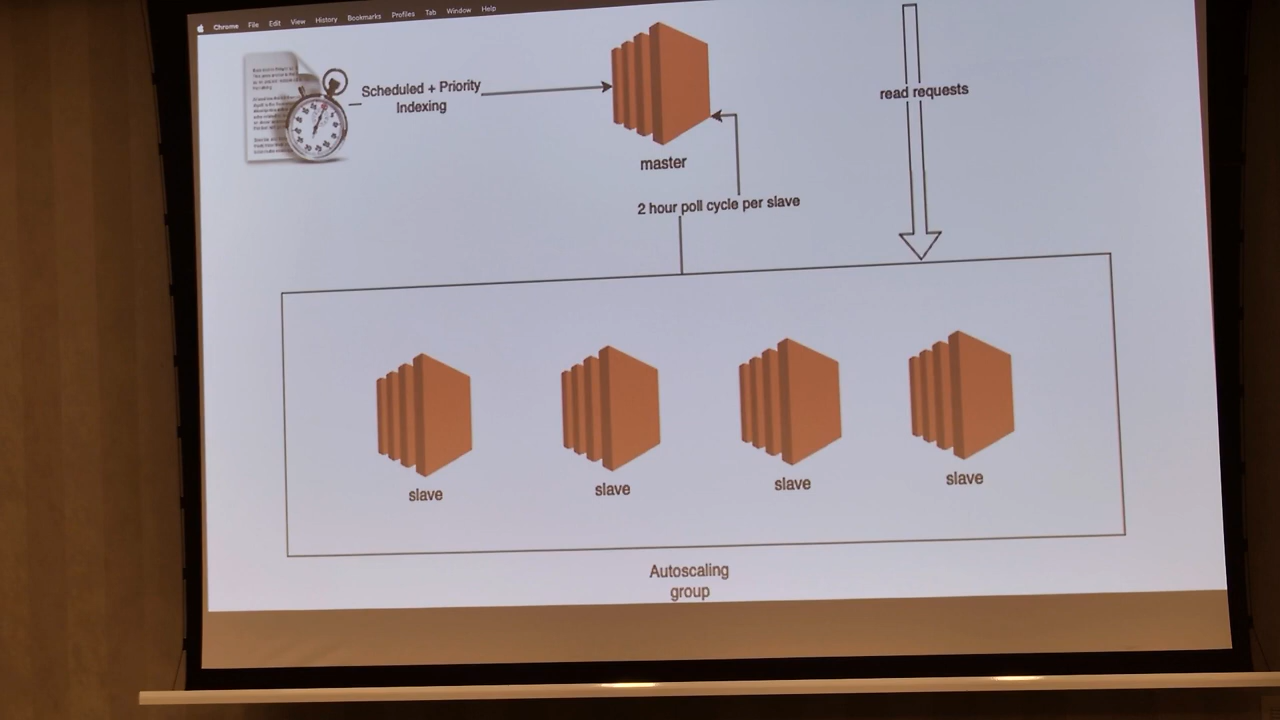 Chrome File Edit View History Bookmarks Profiles Tab Window Help
Scheduled + Priority
Indexing
read requests
master
2 hour poll cycle per slave
slave
slave
slave
slave
Autoscaling
group